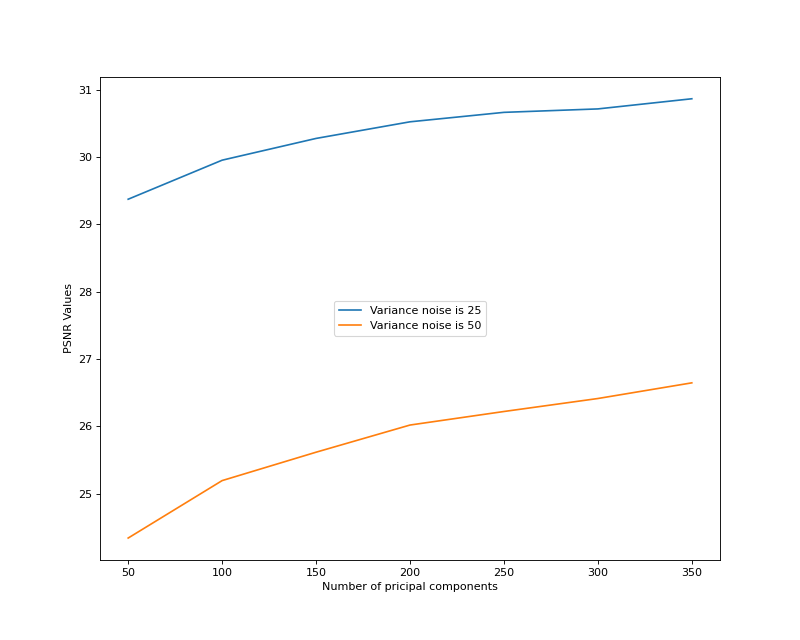 31
30
29
28
27
26
25
PSNR Values
Variance noise is 25
Variance noise is 50
50 100 150 200 250 300 350
Number of pricipal components